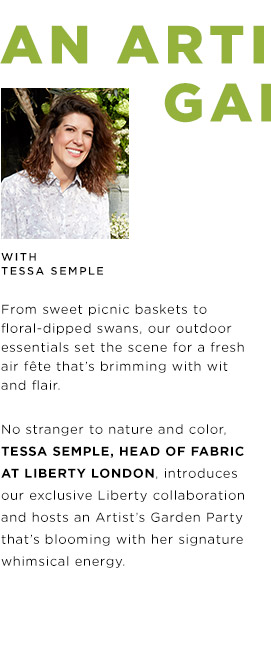 AN ARTI
GAI
WITH
TESSA SEMPLE
From sweet picnic baskets to
floral-dipped swans, our outdoor
essentials set the scene for a fresh
air fête that’s brimming with wit
and flair.
No stranger to nature and color,
TESSA SEMPLE, HEAD OF FABRIC
AT LIBERTY LONDON, introduces
our exclusive Liberty collaboration
and hosts an Artist’s Garden Party
that’s blooming with her signature
whimsical energy.